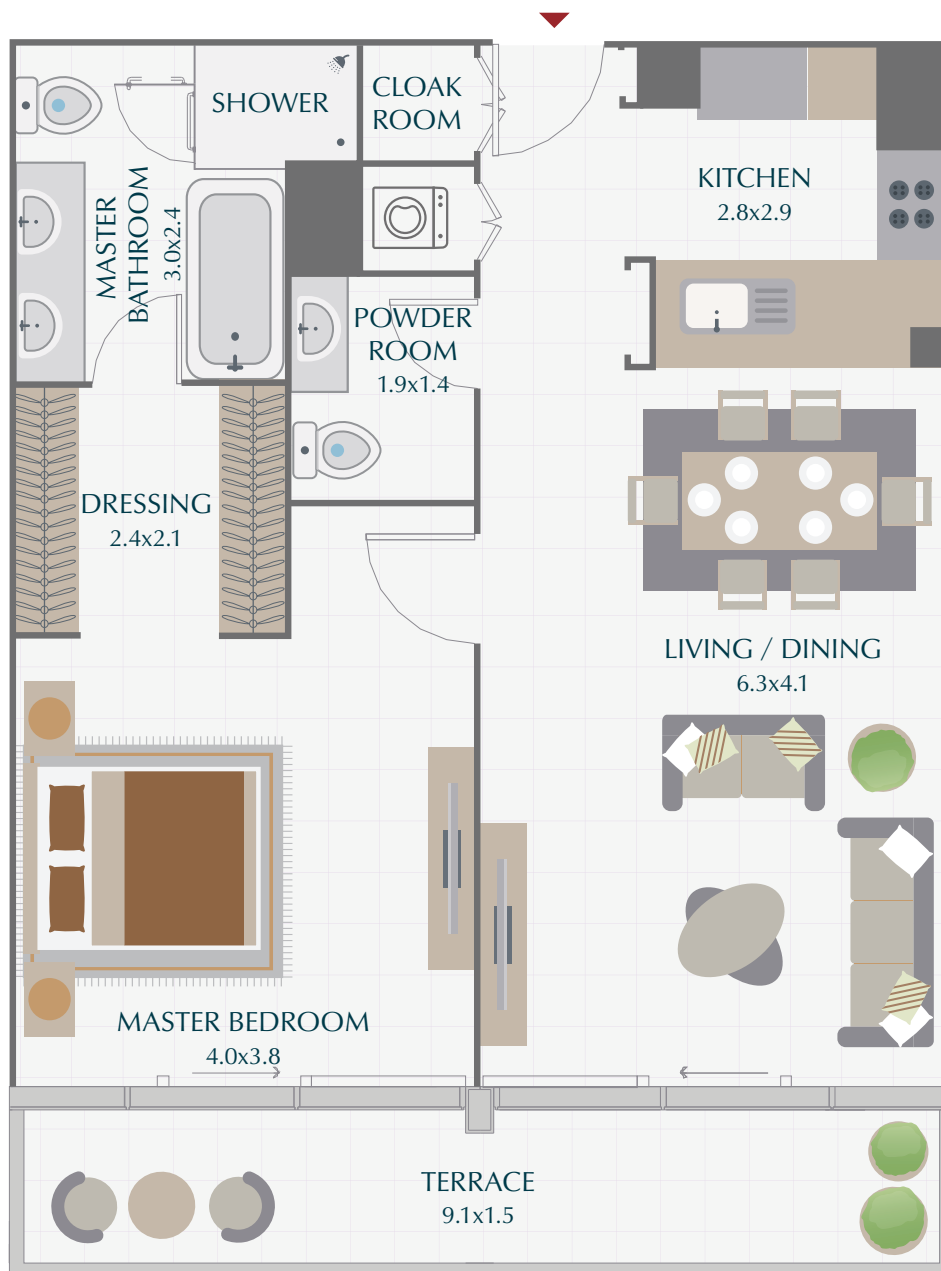 SHOWER
CLOAK
ROOM
KITCHEN
2.8x2.9
MASTER
BATHROOM
3.0x2.4
POWDER
ROOM
1.9x1.4
DRESSING
2.4x2.1
LIVING / DINING
6.3x4.1
MASTER BEDROOM
4.0x3.8
TERRACE
9.1x1.5